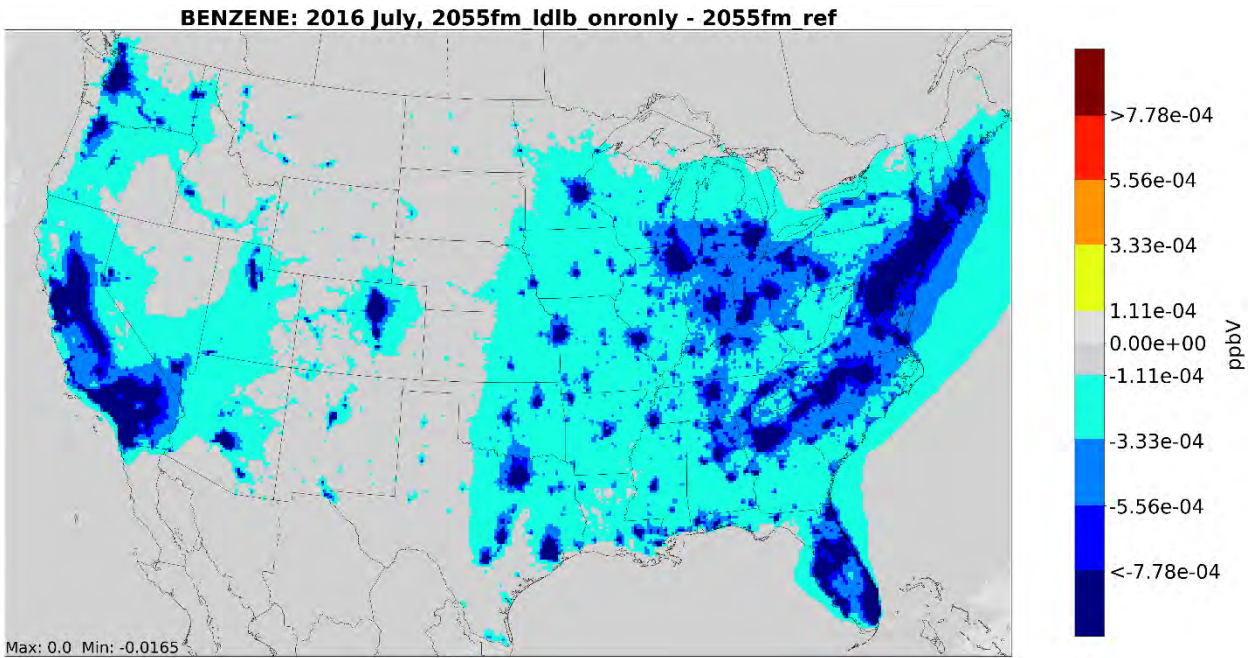 BENZENE: 2016 July, 2055fm_ldlb_onronly - 2055fm_ref
>7.78e-04
5.56e-04
3.33e-04
1.11e-04
0.00e+00
-1.11e-04
-3.33e-04
-5.56e-04
<-7.78e-04
ppbV
Max: 0.0 Min: -0.0165